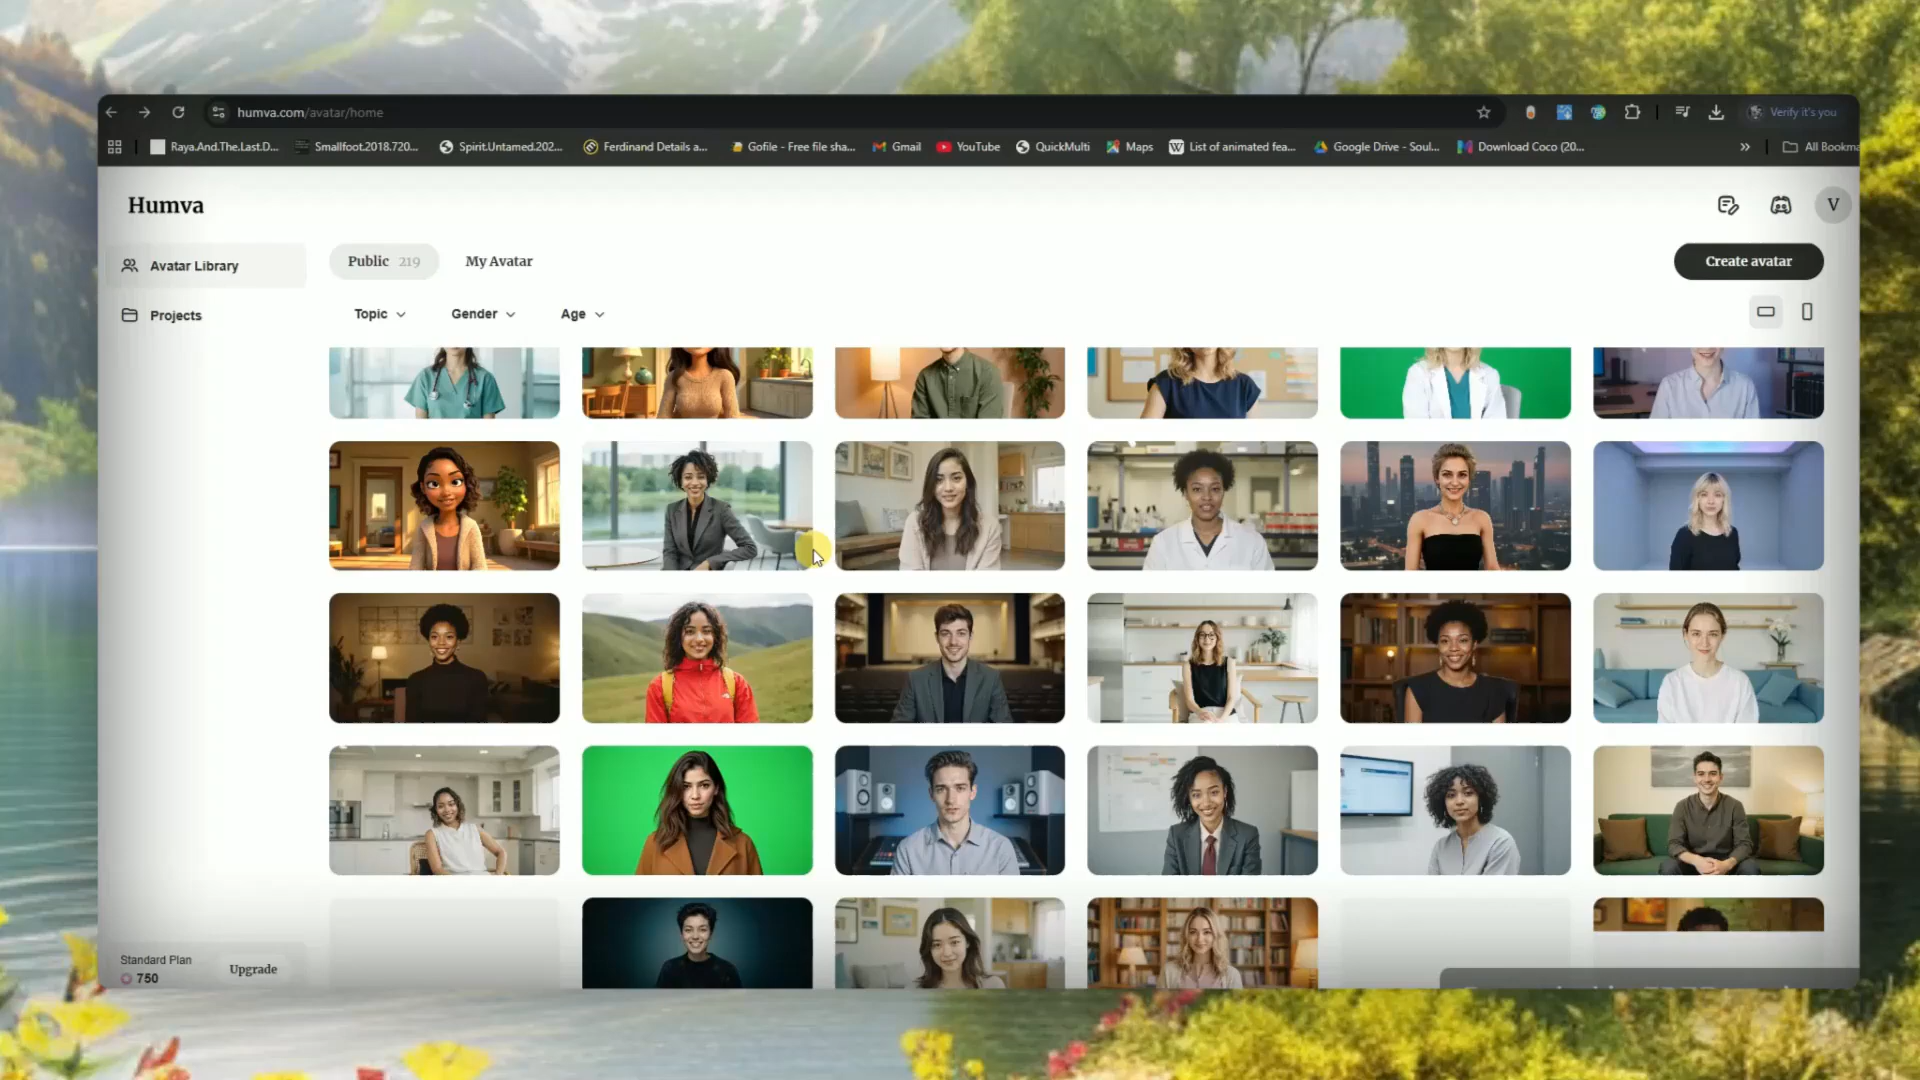 humva.com/avatar/home
Verify it's you
Raya.And.The.Last.D...
Smallfoot.2018.720...
Spirit.Untamed.202...
Ferdinand Details a...
Gofile - Free file sha...
Gmail
YouTube
QuickMulti
Maps
List of animated fea...
Google Drive - Soul...
Download Coco (20...
»
All Bookma
Humva
V
Avatar Library
Public 219
My Avatar
Create avatar
Projects
Topic
Gender
Age
Standard Plan
750
Upgrade